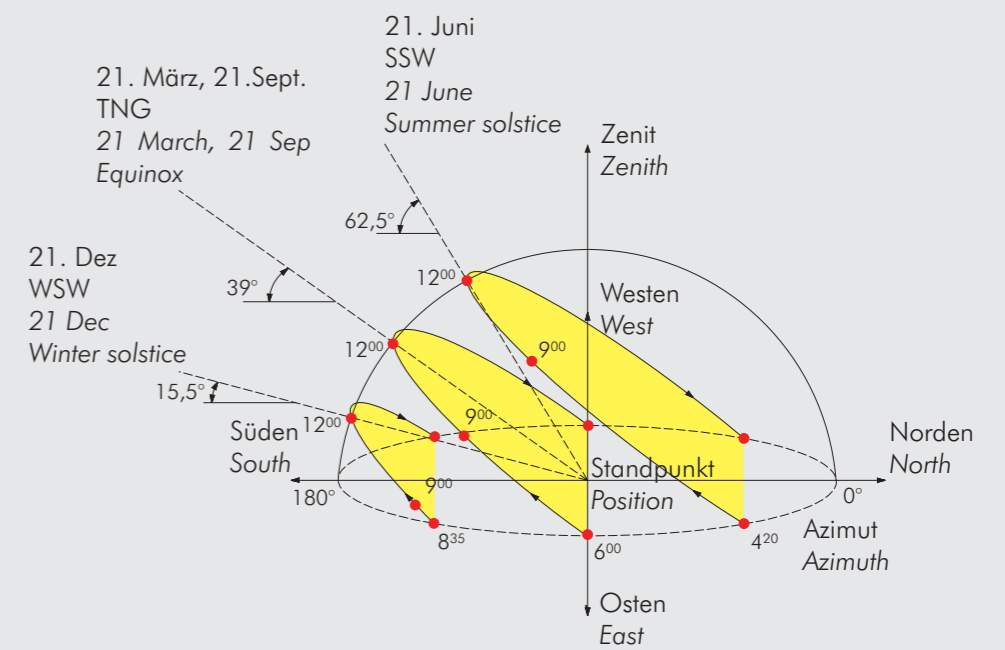 21. Juni
SSW
21 June
Summer solstice
21. März, 21.Sept.
TNG
21 March, 21 Sep
Equinox
Zenit
Zenith
62,5°
21. Dez
WSW
21 Dec
Winter solstice
39°
12⁰⁰
Westen
West
15,5°
12⁰⁰
9⁰⁰
12⁰⁰
9⁰⁰
Süden
South
Norden
North
Standpunkt
Position
180°
9⁰⁰
0°
8³⁵
6⁰⁰
4²⁰
Azimut
Azimuth
Osten
East